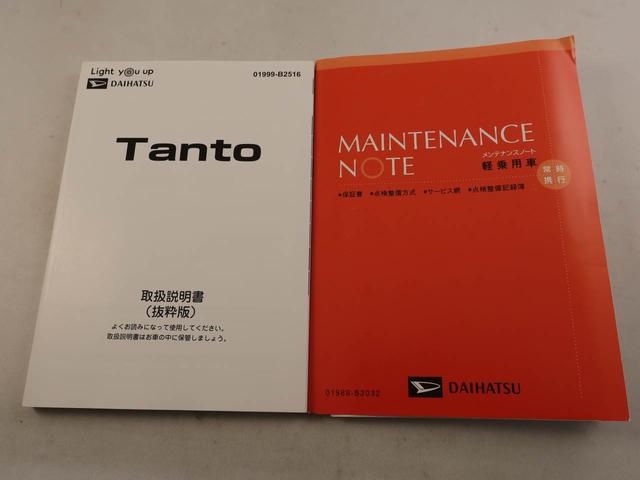 Light you up
DAIHATSU
01999-B2516
Tanto
取扱説明書
(抜粋版)
よくお読みになって使用してください。
取扱説明書はお車の中に保管しましょう。
MAINTENANCE
NOTE
メンテナンスノート
軽乗用車
常時
携行
●保証書 ●点検整備方式 ●サービス網 ●点検整備記録簿
01989-B2032
DAIHATSU